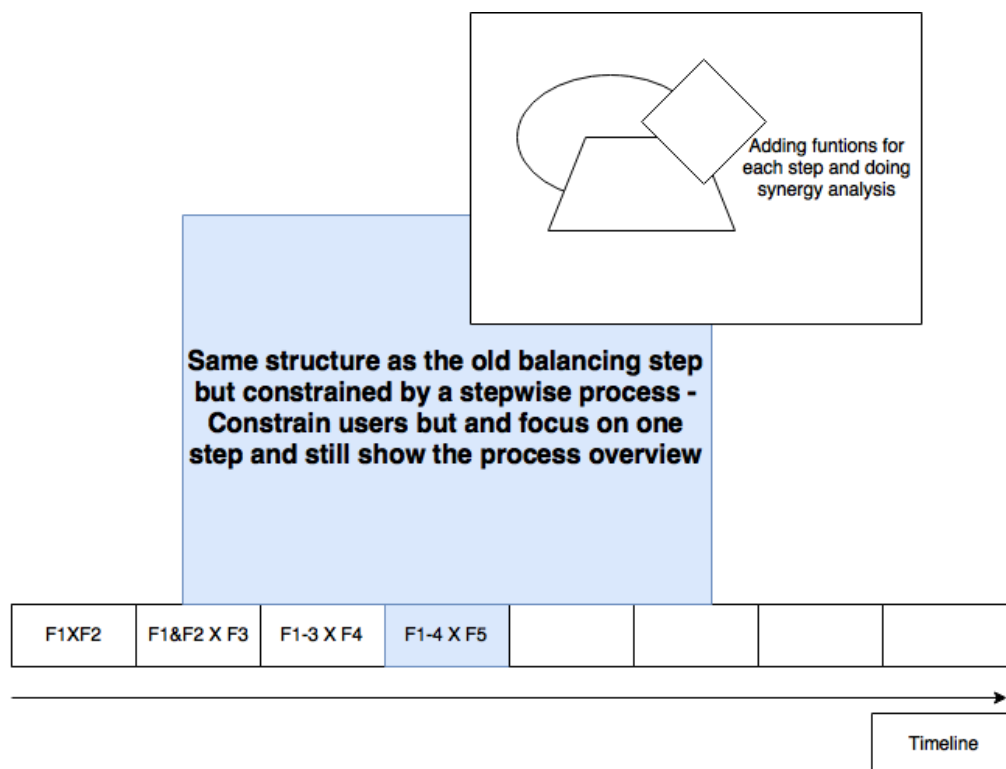 Adding funtions for
each step and doing
synergy analysis
Same structure as the old balancing step
but constrained by a stepwise process -
Constrain users but and focus on one
step and still show the process overview
F1XF2
F1&F2 X F3
F1-3 X F4
F1-4 X F5
Timeline